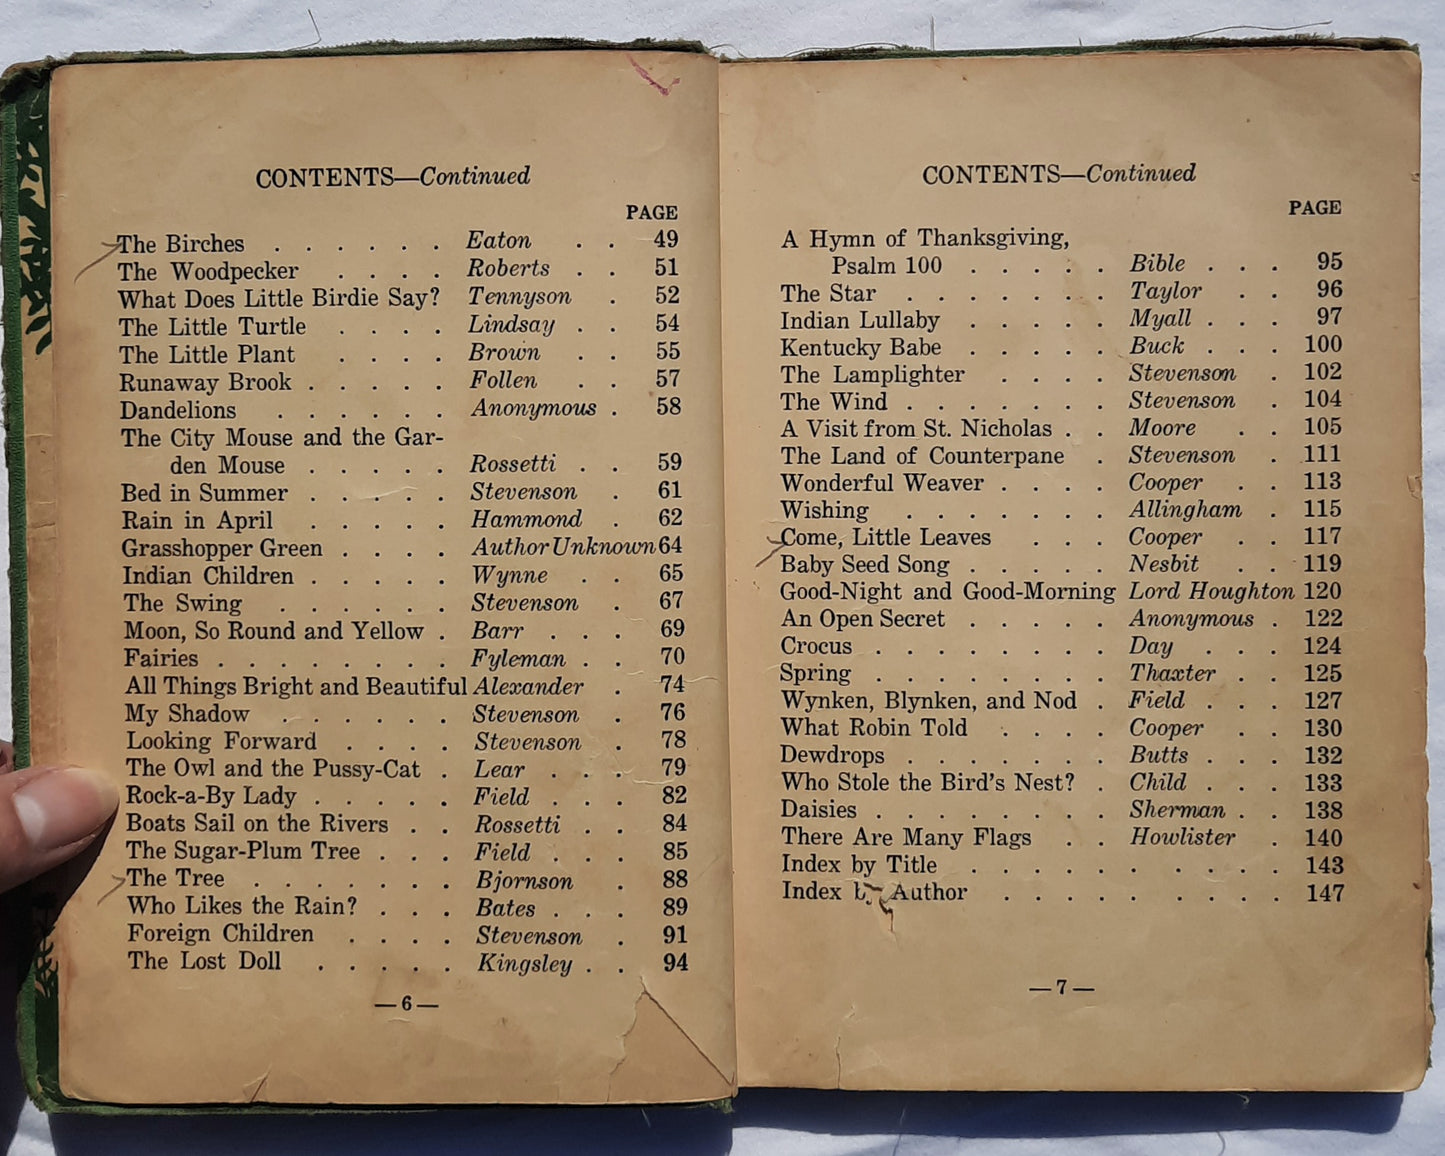 CONTENTS—Continued
PAGE
The Birches . . . . . . Eaton . . 49
The Woodpecker . . . . Roberts . . 51
What Does Little Birdie Say? Tennyson . 52
The Little Turtle . . . . Lindsay . . 54
The Little Plant . . . . Brown . . 55
Runaway Brook . . . . . Follen . . 57
Dandelions . . . . . . Anonymous . 58
The City Mouse and the Gar-
den Mouse . . . . . Rossetti . . 59
Bed in Summer . . . . . Stevenson . 61
Rain in April . . . . . Hammond . 62
Grasshopper Green . . . . Author Unknown 64
Indian Children . . . . . Wynne . . 65
The Swing . . . . . . Stevenson . 67
Moon, So Round and Yellow . Barr . . . 69
Fairies . . . . . . . . . Fyleman . . 70
All Things Bright and Beautiful Alexander . 74
My Shadow . . . . . . Stevenson . 76
Looking Forward . . . . Stevenson . 78
The Owl and the Pussy-Cat . Lear . . . 79
Rock-a-By Lady . . . . . Field . . . 82
Boats Sail on the Rivers . . Rossetti . . 84
The Sugar-Plum Tree . . . Field . . . 85
The Tree . . . . . . . Bjornson . 88
Who Likes the Rain? . . . Bates . . . 89
Foreign Children . . . . Stevenson . 91
The Lost Doll . . . . . Kingsley . . 94
—6—
CONTENTS—Continued
PAGE
A Hymn of Thanksgiving,
Psalm 100 . . . . . Bible . . . 95
The Star . . . . . . . Taylor . . 96
Indian Lullaby . . . . . Myall . . . 97
Kentucky Babe . . . . . Buck . . . 100
The Lamplighter . . . . Stevenson . 102
The Wind . . . . . . . Stevenson . 104
A Visit from St. Nicholas . . Moore . . 105
The Land of Counterpane . Stevenson . 111
Wonderful Weaver . . . . Cooper . . 113
Wishing . . . . . . . Allingham . 115
Come, Little Leaves . . . Cooper . . 117
Baby Seed Song . . . . . Nesbit . . 119
Good-Night and Good-Morning Lord Houghton 120
An Open Secret . . . . . Anonymous . 122
Crocus . . . . . . . . Day . . . 124
Spring . . . . . . . . Thaxter . . 125
Wynken, Blynken, and Nod . Field . . . 127
What Robin Told . . . . Cooper . . 130
Dewdrops . . . . . . . Butts . . . 132
Who Stole the Bird's Nest? . Child . . . 133
Daisies . . . . . . . . Sherman . . 138
There Are Many Flags . . Howlister . 140
Index by Title . . . . . . . . . . 143
Index by Author . . . . . . . . . 147
—7—